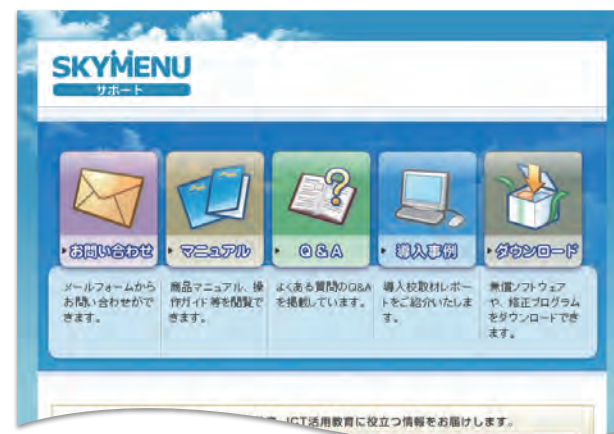 SKYMENU
サポート
お問い合わせ
マニュアル
Q&A
導入事例
ダウンロード
メールフォームから
お問い合わせがで
きます。
商品マニュアル、操
作ガイド等を閲覧で
きます。
よくある質問のQ&A
を掲載しています。
導入校取材レポー
トをご紹介いたしま
す。
無償ソフトウェア
や、修正プログラム
をダウンロードでき
ます。
ICT活用教育に役立つ情報をお届けします。